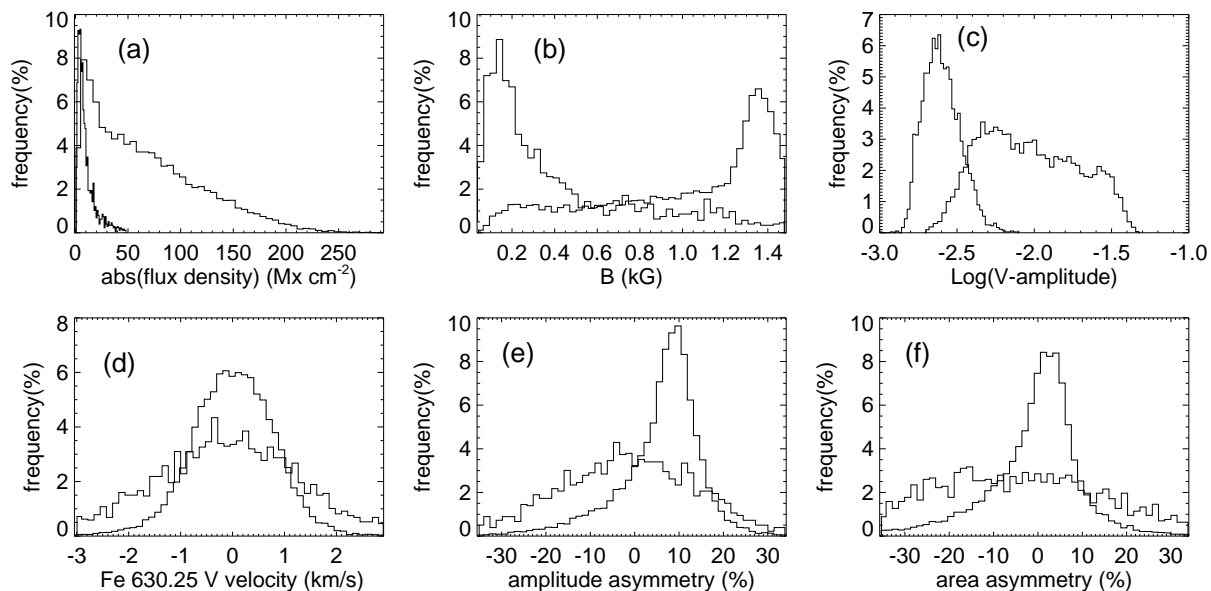 (a)
frequency(%)
10
8
6
4
2
0
0 50 100 150 200 250
abs(flux density) (Mx cm-2)
(b)
frequency(%)
10
8
6
4
2
0
0.2 0.4 0.6 0.8 1.0 1.2 1.4
B (kG)
(c)
frequency(%)
7
6
5
4
3
2
1
0
-3.0 -2.5 -2.0 -1.5 -1.0
Log(V-amplitude)
(d)
frequency(%)
8
6
4
2
0
-3 -2 -1 0 1 2
Fe 630.25 V velocity (km/s)
(e)
frequency(%)
10
8
6
4
2
0
-30 -20 -10 0 10 20 30
amplitude asymmetry (%)
(f)
frequency(%)
10
8
6
4
2
0
-30 -20 -10 0 10 20 30
area asymmetry (%)